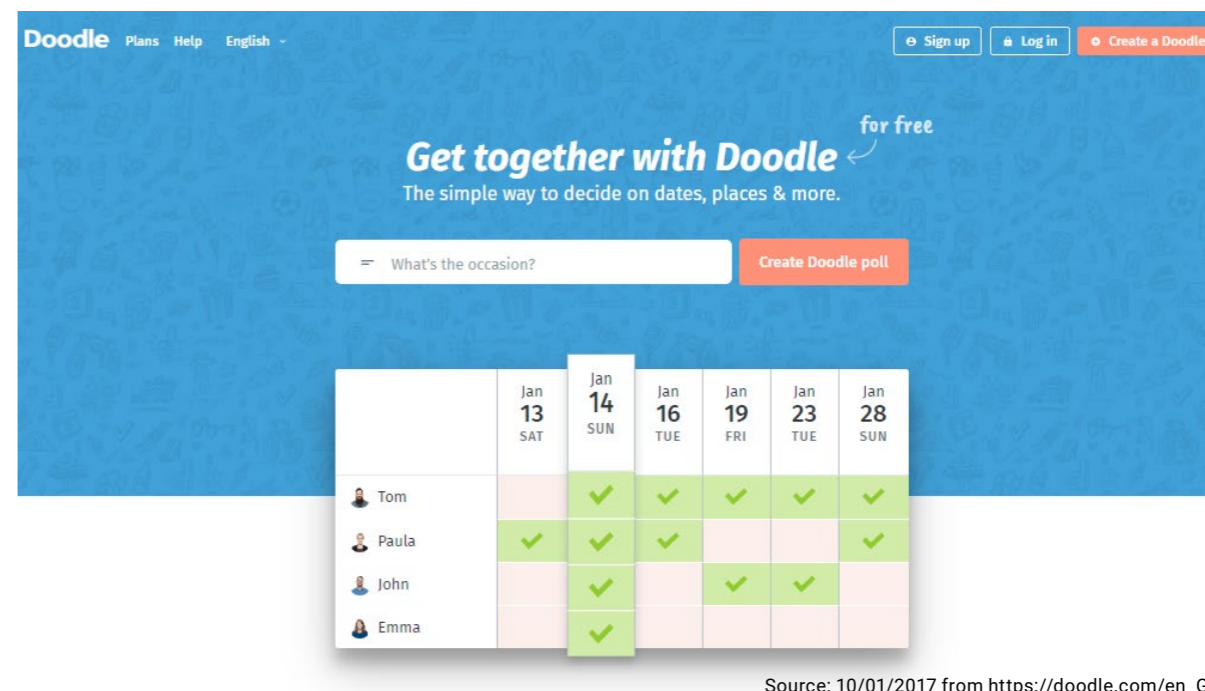 Doodle Plans Help English
Sign up Log in Create a Doodle
for free
Get together with Doodle
The simple way to decide on dates, places & more.
What's the occasion? Create Doodle poll
Jan Jan Jan Jan Jan Jan
13 14 16 19 23 28
SAT SUN TUE FRI TUE SUN
Tom
Paula
John
Emma
Source: 10/01/2017 from https://doodle.com/en_G